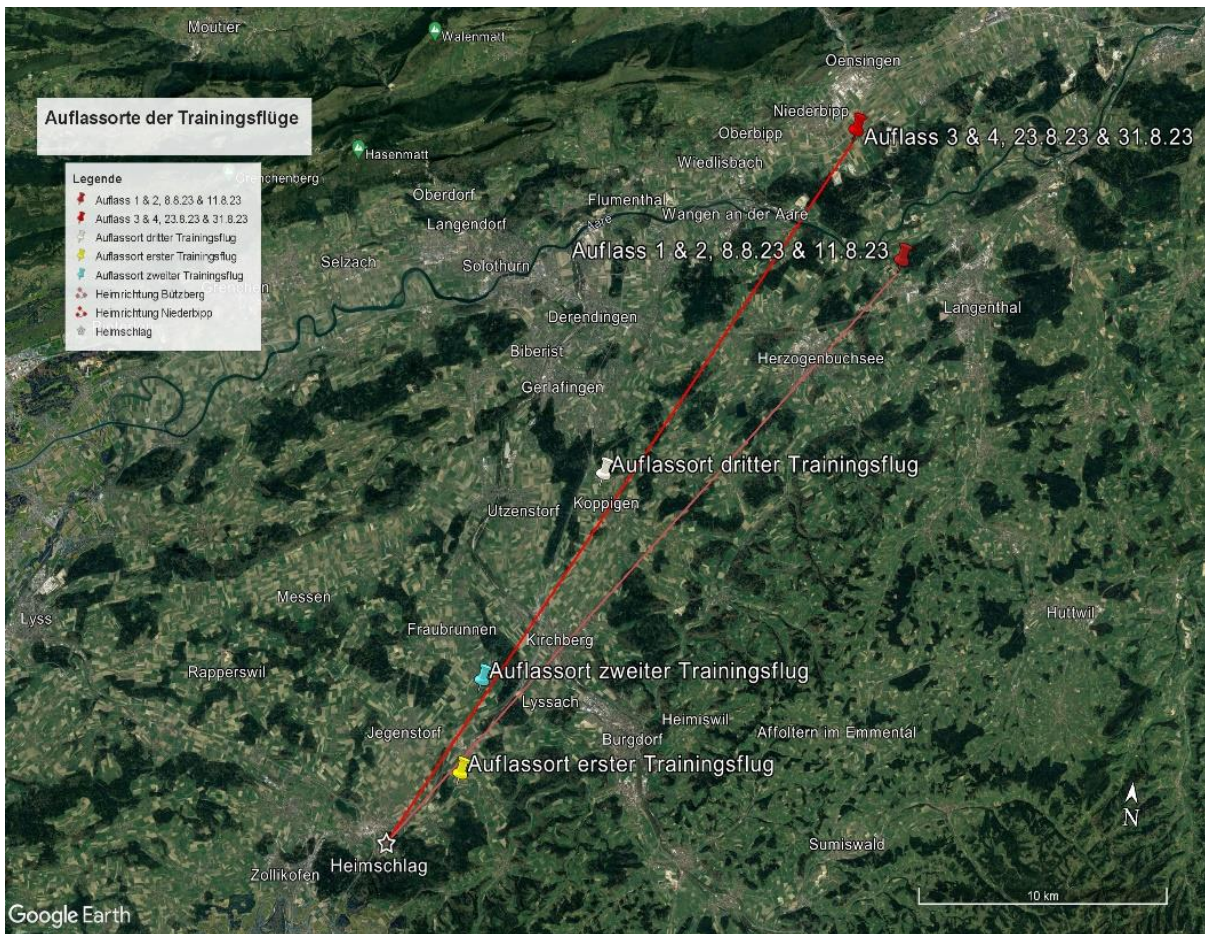 Moutier
Walenmatt
Oensingen
Auflassorte der Trainingsflüge
Niederbipp
Oberbipp
Auflass 3 & 4, 23.8.23 & 31.8.23
Hasenmatt
Wiedlisbach
Legende
Grenchenberg
Auflass 1 & 2, 8.8.23 & 11.8.23
Auflass 3 & 4, 23.8.23 & 31.8.23
Auflassort dritter Trainingsflug
Auflassort erster Trainingsflug
Auflassort zweiter Trainingsflug
Heimrichtung Bützberg
Heimrichtung Niederbipp
Heimschlag
Oberdorf
Flumenthal
Langendorf
Aare
Wangen an der Aare
Selzach
Solothurn
Auflass 1 & 2, 8.8.23 & 11.8.23
Grenchen
Langenthal
Derendingen
Biberist
Herzogenbuchsee
Gerlafingen
Auflassort dritter Trainingsflug
Utzenstorf
Koppigen
Messen
Lyss
Huttwil
Fraubrunnen
Kirchberg
Rapperswil
Auflassort zweiter Trainingsflug
Lyssach
Jegenstorf
Heimiswil
Burgdorf
Affoltern im Emmental
Auflassort erster Trainingsflug
N
Heimschlag
Zollikofen
Sumiswald
10 km
Google Earth